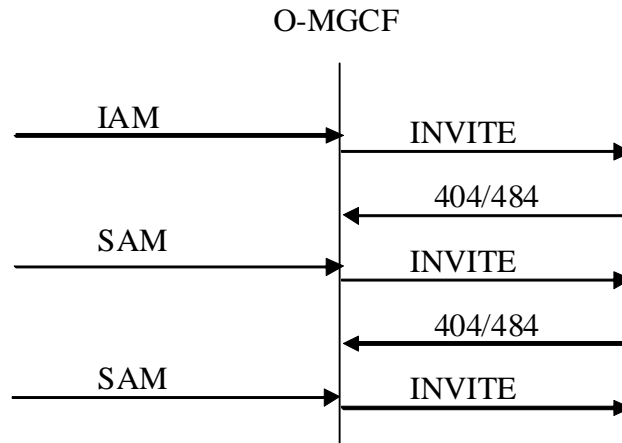 O-MGCF
IAM
INVITE
404/484
SAM
INVITE
404/484
SAM
INVITE